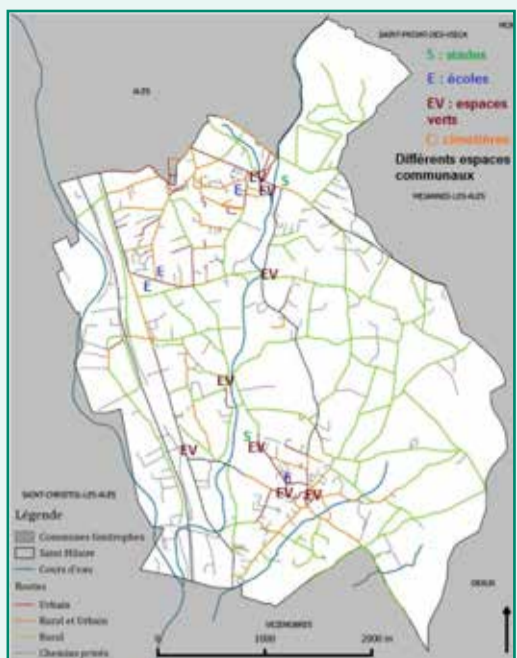 SAINT-PRIVAT-DES-VIEUX
ALES
S : stades
E : écoles
EV : espaces
verts
C: cimetières
Différents espaces
communaux
MEJANNES-LES-ALES
EV
EV
S
E
E
E
EV
EV
S
EV
EV
E
EV
EV
SAINT-CHRISTOL-LES-ALES
Légende
Communes limitrophes
Saint Hilaire
Cours d'eau
Routes
Urbain
Rural et Urbain
Rural
Chemins privés
DEAUX
VEZENOBRES
0 1000 2000 m